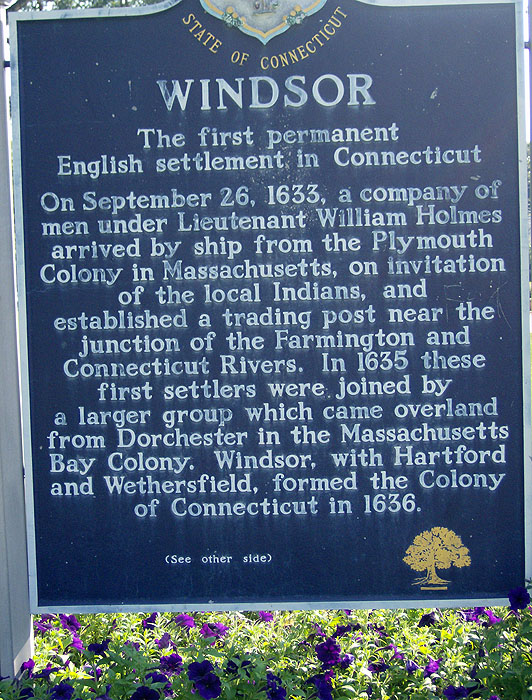 STATE OF CONNECTICUT
WINDSOR
The first permanent
English settlement in Connecticut
On September 26, 1633, a company of
men under Lieutenant William Holmes
arrived by ship from the Plymouth
Colony in Massachusetts, on invitation
of the local Indians, and
established a trading post near the
junction of the Farmington and
Connecticut Rivers. In 1635 these
first settlers were joined by
a larger group which came overland
from Dorchester in the Massachusetts
Bay Colony. Windsor, with Hartford
and Wethersfield, formed the Colony
of Connecticut in 1636.
(See other side)